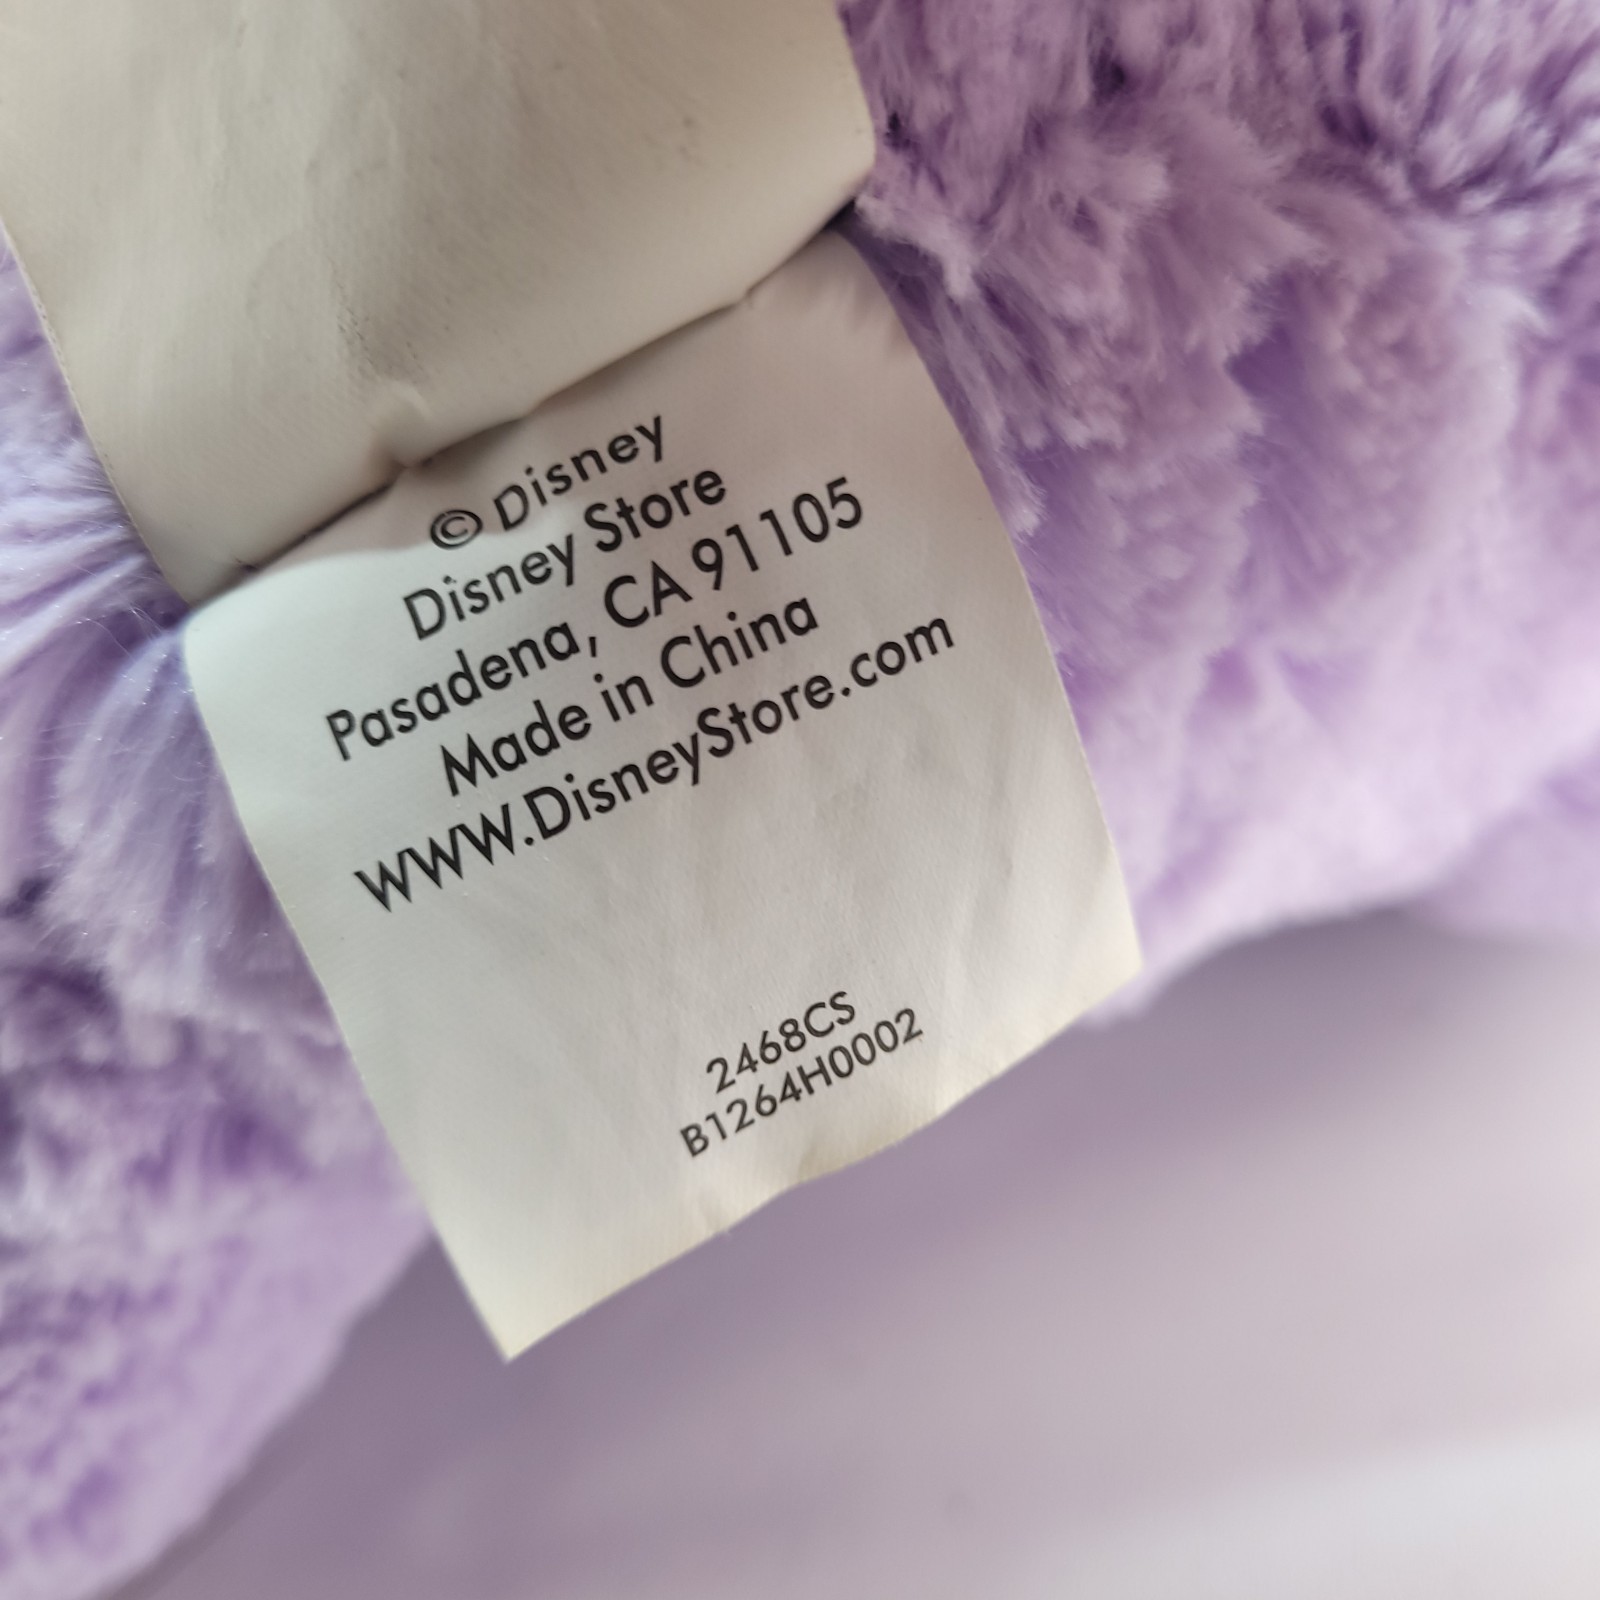 © Disney
Disney Store
Pasadena, CA 91105
Made in China
WWW.DisneyStore.com
2468CS
B1264H0002